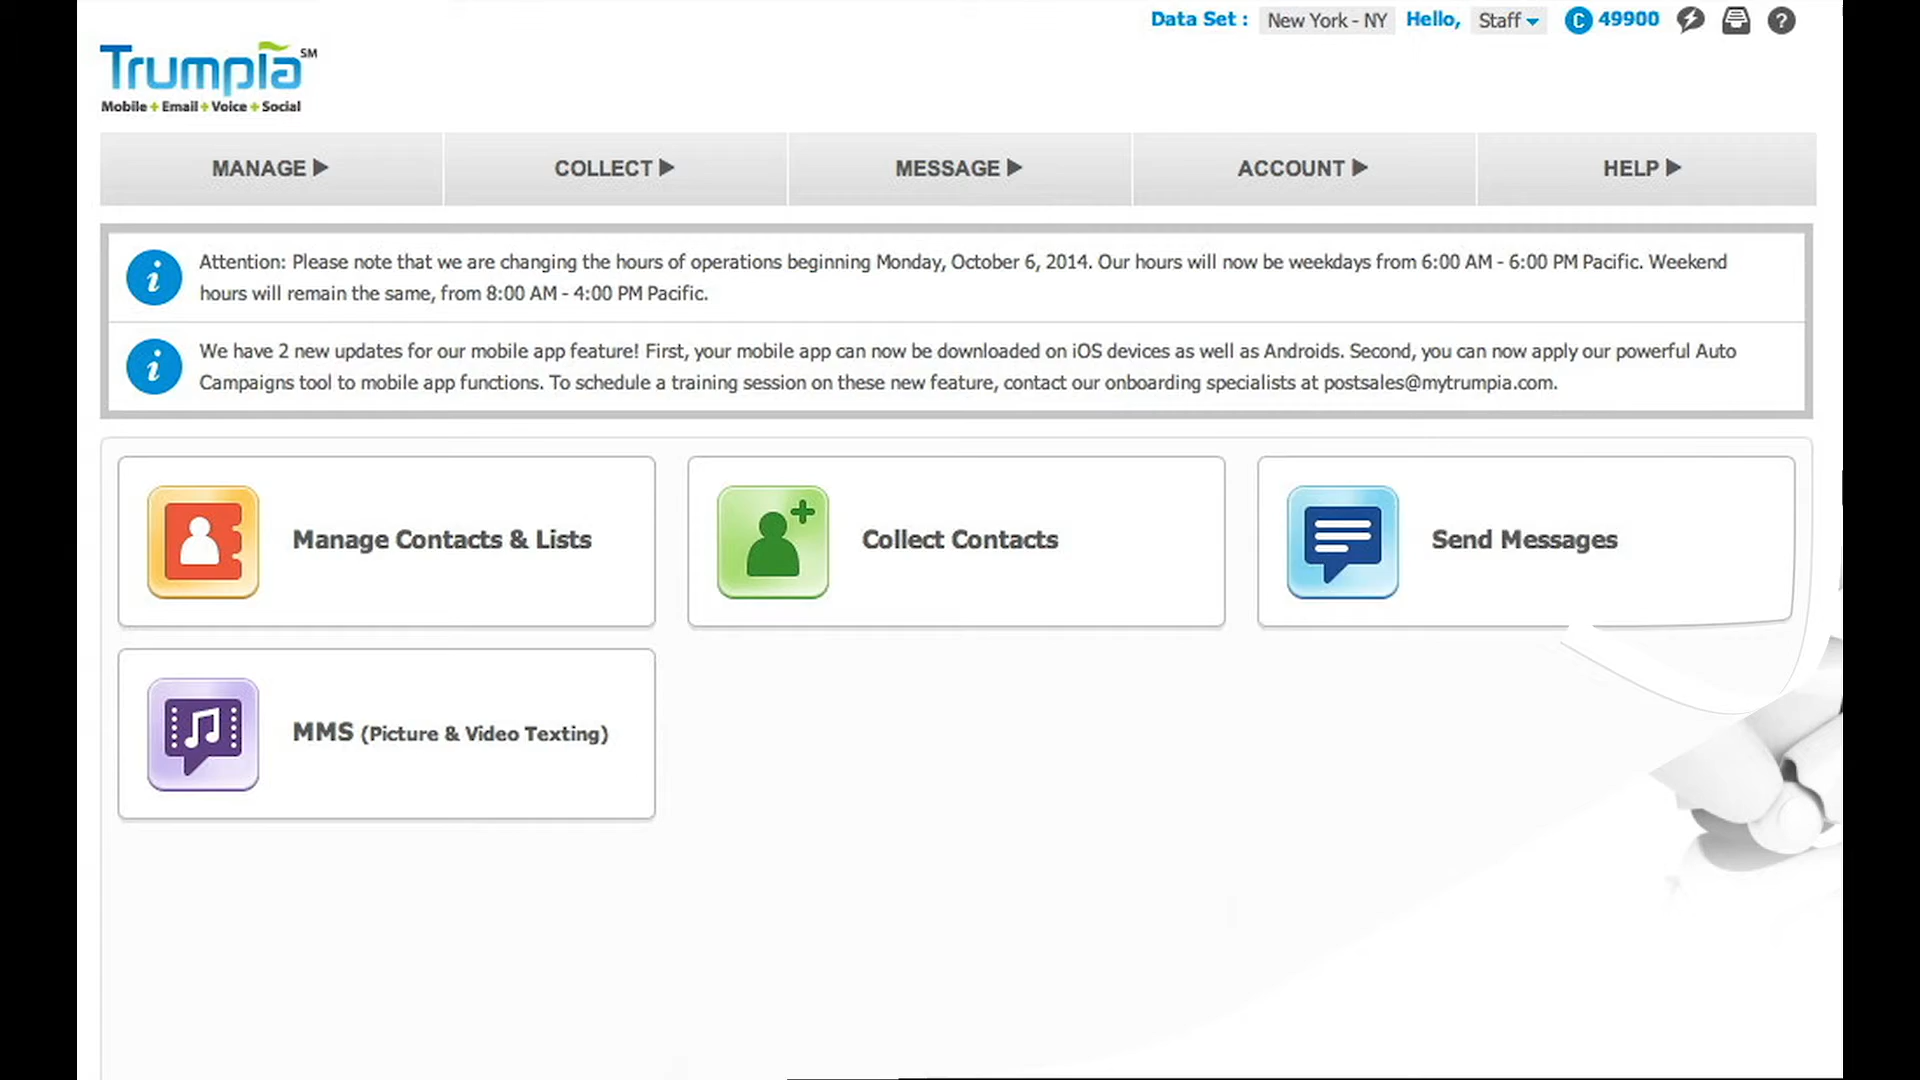 Data Set : New York - NY Hello, Staff C 49900 ?
Trumpia SM
Mobile + Email + Voice + Social
MANAGE COLLECT MESSAGE ACCOUNT HELP
i Attention: Please note that we are changing the hours of operations beginning Monday, October 6, 2014. Our hours will now be weekdays from 6:00 AM - 6:00 PM Pacific. Weekend
hours will remain the same, from 8:00 AM - 4:00 PM Pacific.
i We have 2 new updates for our mobile app feature! First, your mobile app can now be downloaded on iOS devices as well as Androids. Second, you can now apply our powerful Auto
Campaigns tool to mobile app functions. To schedule a training session on these new feature, contact our onboarding specialists at postsales@mytrumpia.com.
Manage Contacts & Lists
Collect Contacts
Send Messages
MMS (Picture & Video Texting)